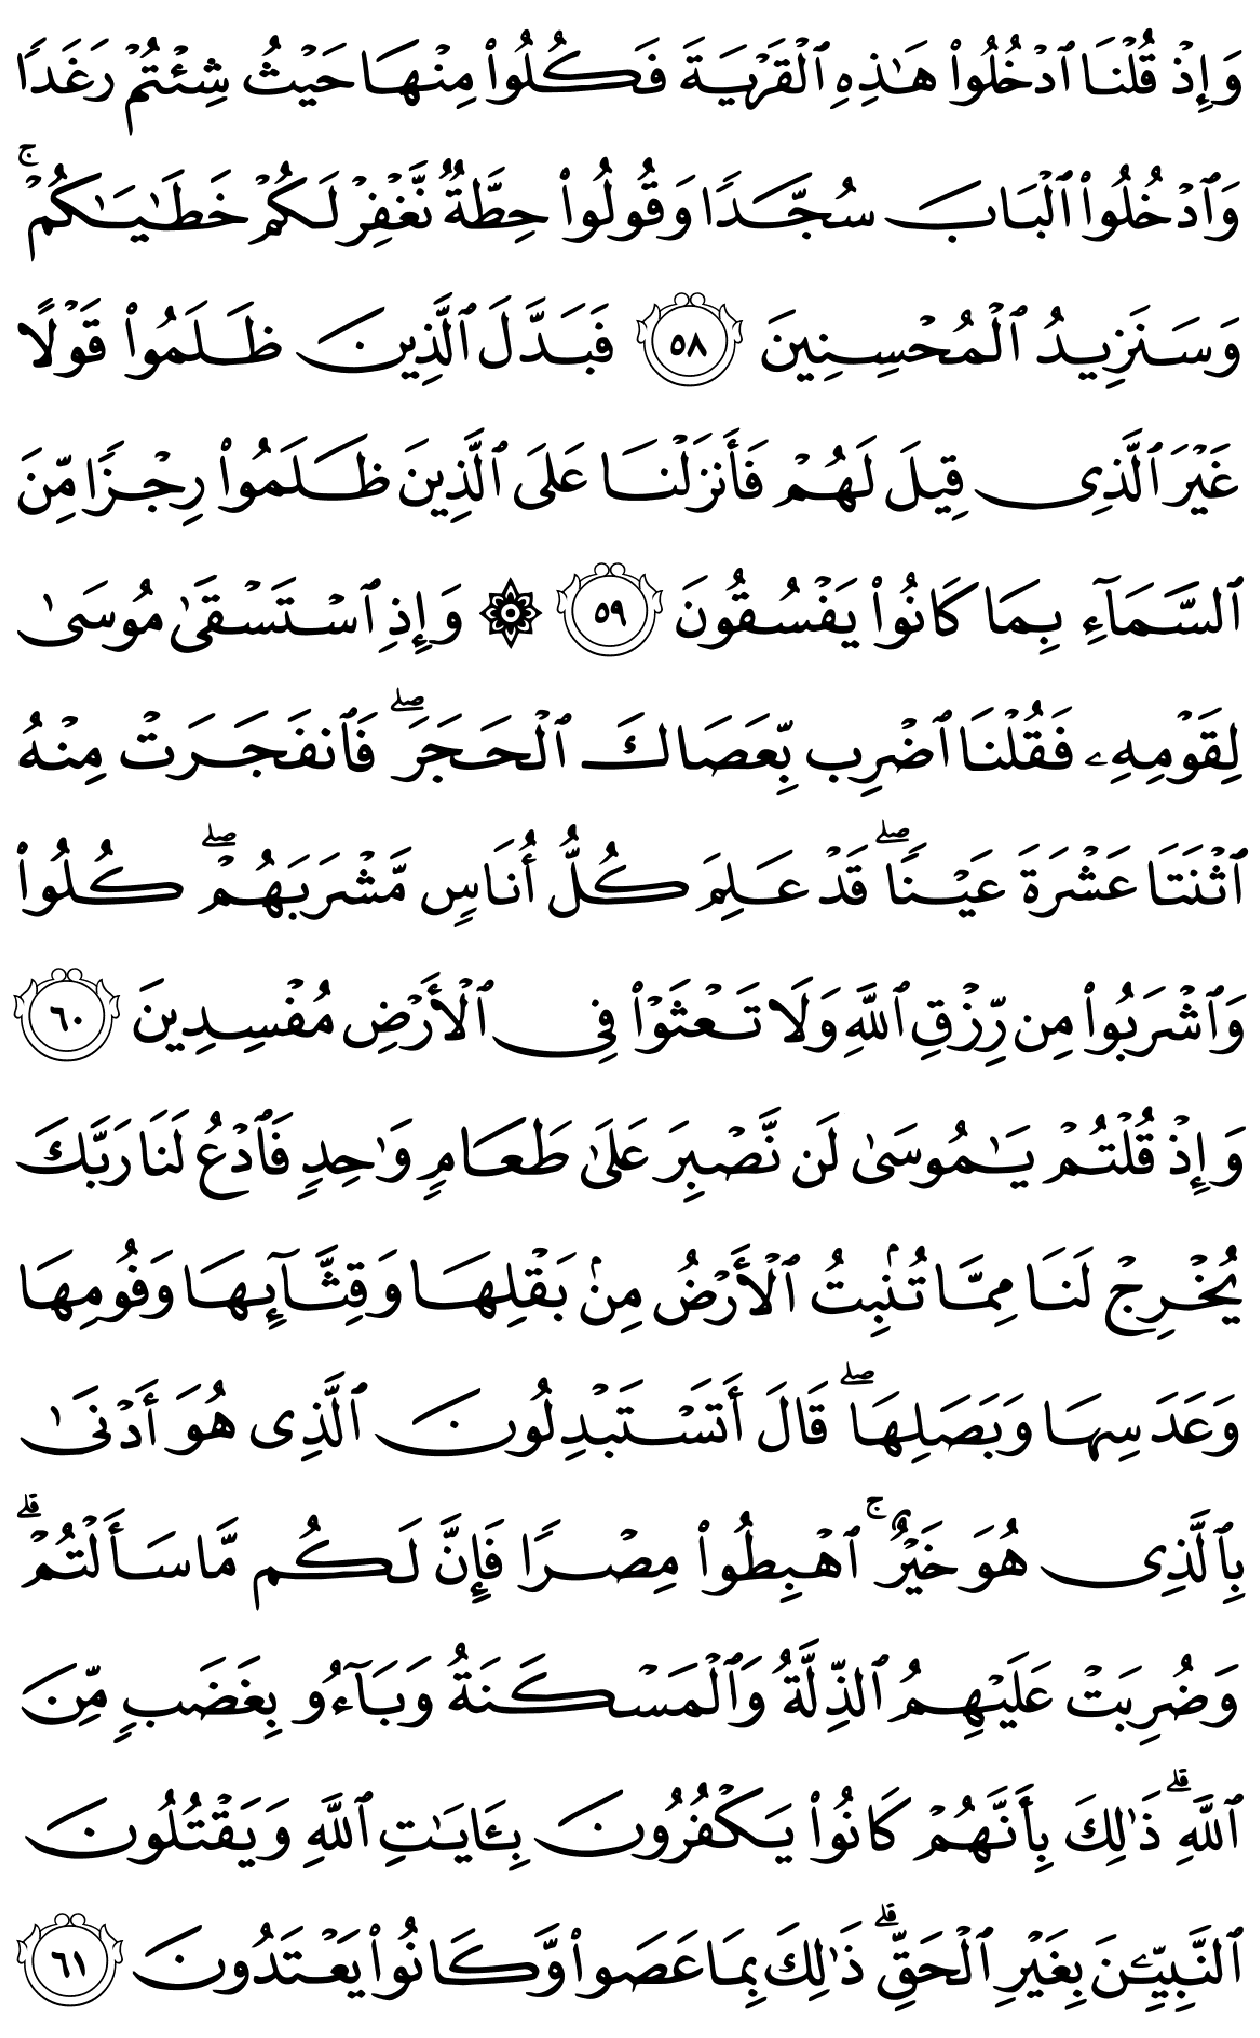 وَإِذۡ قُلۡنَا ٱدۡخُلُواْ هَٰذِهِ ٱلۡقَرۡيَةَ فَكُلُواْ مِنۡهَا حَيۡثُ شِئۡتُمۡ رَغَدٗا
وَٱدۡخُلُواْ ٱلۡبَابَ سُجَّدٗا وَقُولُواْ حِطَّةٞ نَّغۡفِرۡ لَكُمۡ خَطَٰيَٰكُمۡۚ
وَسَنَزِيدُ ٱلۡمُحۡسِنِينَ ٥٨ فَبَدَّلَ ٱلَّذِينَ ظَلَمُواْ قَوۡلًا
غَيۡرَ ٱلَّذِي قِيلَ لَهُمۡ فَأَنزَلۡنَا عَلَى ٱلَّذِينَ ظَلَمُواْ رِجۡزٗا مِّنَ
ٱلسَّمَآءِ بِمَا كَانُواْ يَفۡسُقُونَ ٥٩ ۞ وَإِذِ ٱسۡتَسۡقَىٰ مُوسَىٰ
لِقَوۡمِهِۦ فَقُلۡنَا ٱضۡرِب بِّعَصَاكَ ٱلۡحَجَرَۖ فَٱنفَجَرَتۡ مِنۡهُ
ٱثۡنَتَا عَشۡرَةَ عَيۡنٗاۖ قَدۡ عَلِمَ كُلُّ أُنَاسٖ مَّشۡرَبَهُمۡۖ كُلُواْ
وَٱشۡرَبُواْ مِن رِّزۡقِ ٱللَّهِ وَلَا تَعۡثَوۡاْ فِي ٱلۡأَرۡضِ مُفۡسِدِينَ ٦٠
وَإِذۡ قُلۡتُمۡ يَٰمُوسَىٰ لَن نَّصۡبِرَ عَلَىٰ طَعَامٖ وَٰحِدٖ فَٱدۡعُ لَنَا رَبَّكَ
يُخۡرِجۡ لَنَا مِمَّا تُنۢبِتُ ٱلۡأَرۡضُ مِنۢ بَقۡلِهَا وَقِثَّآئِهَا وَفُومِهَا
وَعَدَسِهَا وَبَصَلِهَاۖ قَالَ أَتَسۡتَبۡدِلُونَ ٱلَّذِي هُوَ أَدۡنَىٰ
بِٱلَّذِي هُوَ خَيۡرٌۚ ٱهۡبِطُواْ مِصۡرٗا فَإِنَّ لَكُم مَّا سَأَلۡتُمۡۗ
وَضُرِبَتۡ عَلَيۡهِمُ ٱلذِّلَّةُ وَٱلۡمَسۡكَنَةُ وَبَآءُو بِغَضَبٖ مِّنَ
ٱللَّهِۗ ذَٰلِكَ بِأَنَّهُمۡ كَانُواْ يَكۡفُرُونَ بِـَٔايَٰتِ ٱللَّهِ وَيَقۡتُلُونَ
ٱلنَّبِيِّـۧنَ بِغَيۡرِ ٱلۡحَقِّۗ ذَٰلِكَ بِمَا عَصَواْ وَّكَانُواْ يَعۡتَدُونَ ٦١